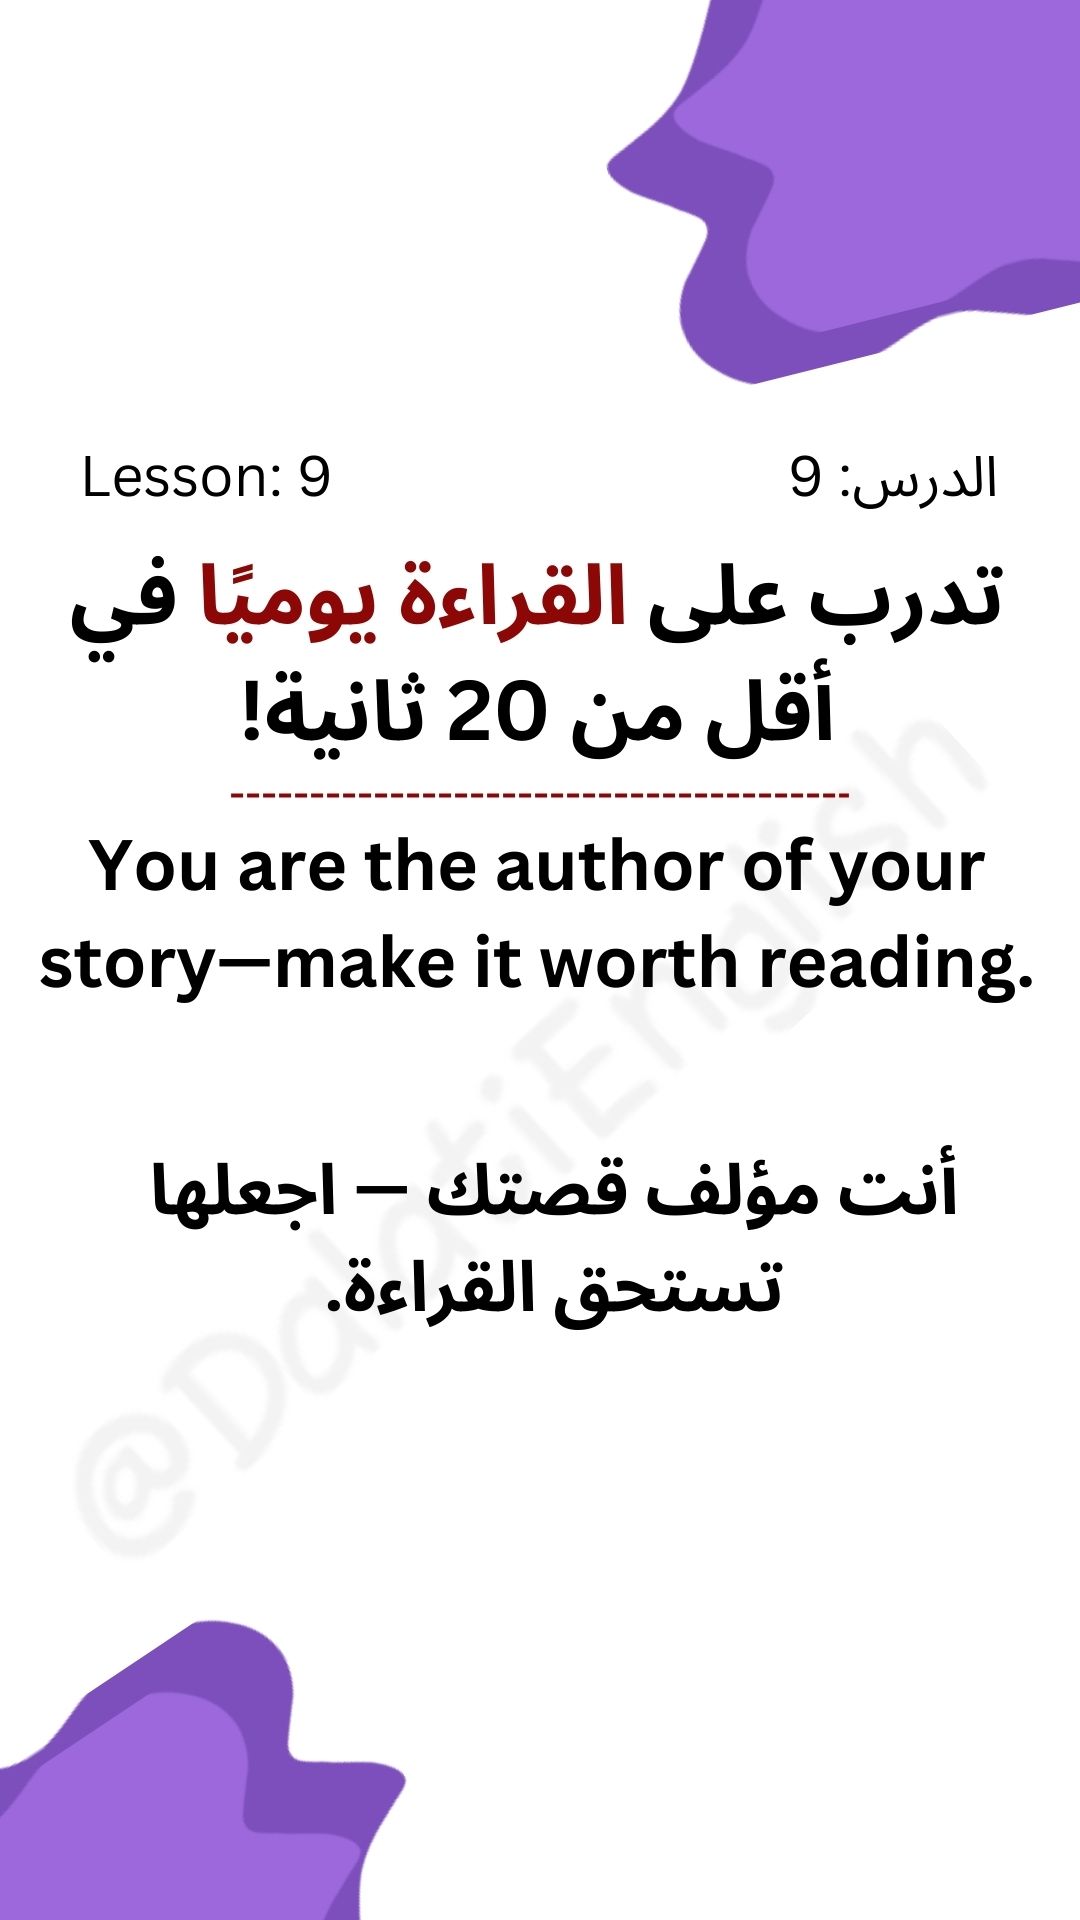 Lesson: 9
الدرس: 9
تدرب على القراءة يوميًا في
أقل من 20 ثانية!
You are the author of your
story—make it worth reading.
أنت مؤلف قصتك — اجعلها
تستحق القراءة.
@DalatiEnglish